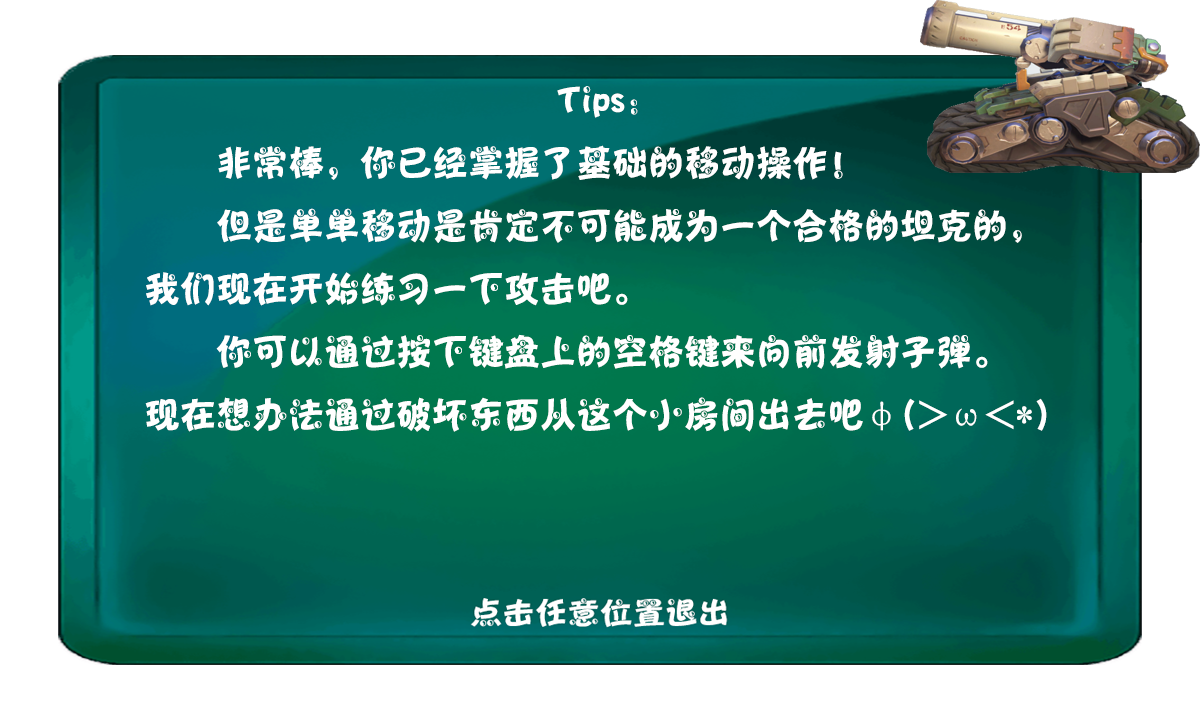 54
Tips:
非常棒，你已经掌握了基础的移动操作！
但是单单移动是肯定不可能成为一个合格的坦克的，
我们现在开始练习一下攻击吧。
你可以通过按下键盘上的空格键来向前发射子弹。
现在想办法通过破坏东西从这个小房间出去吧φ(＞ω＜*)
点击任意位置退出